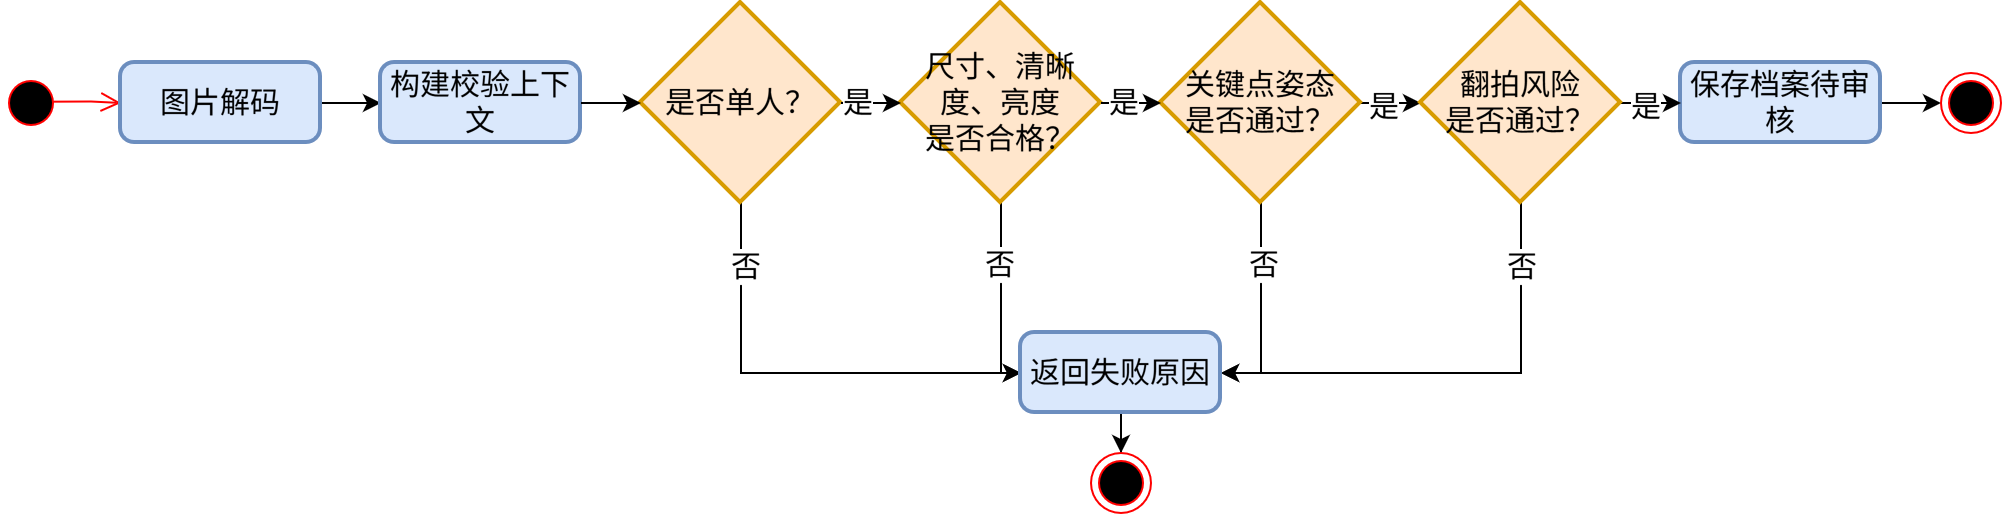 图片解码
构建校验上下
文
是否单人？
是
尺寸、清晰
度、亮度
是否合格？
是
关键点姿态
是否通过？
是
翻拍风险
是否通过？
是
保存档案待审
核
否
否
否
否
返回失败原因